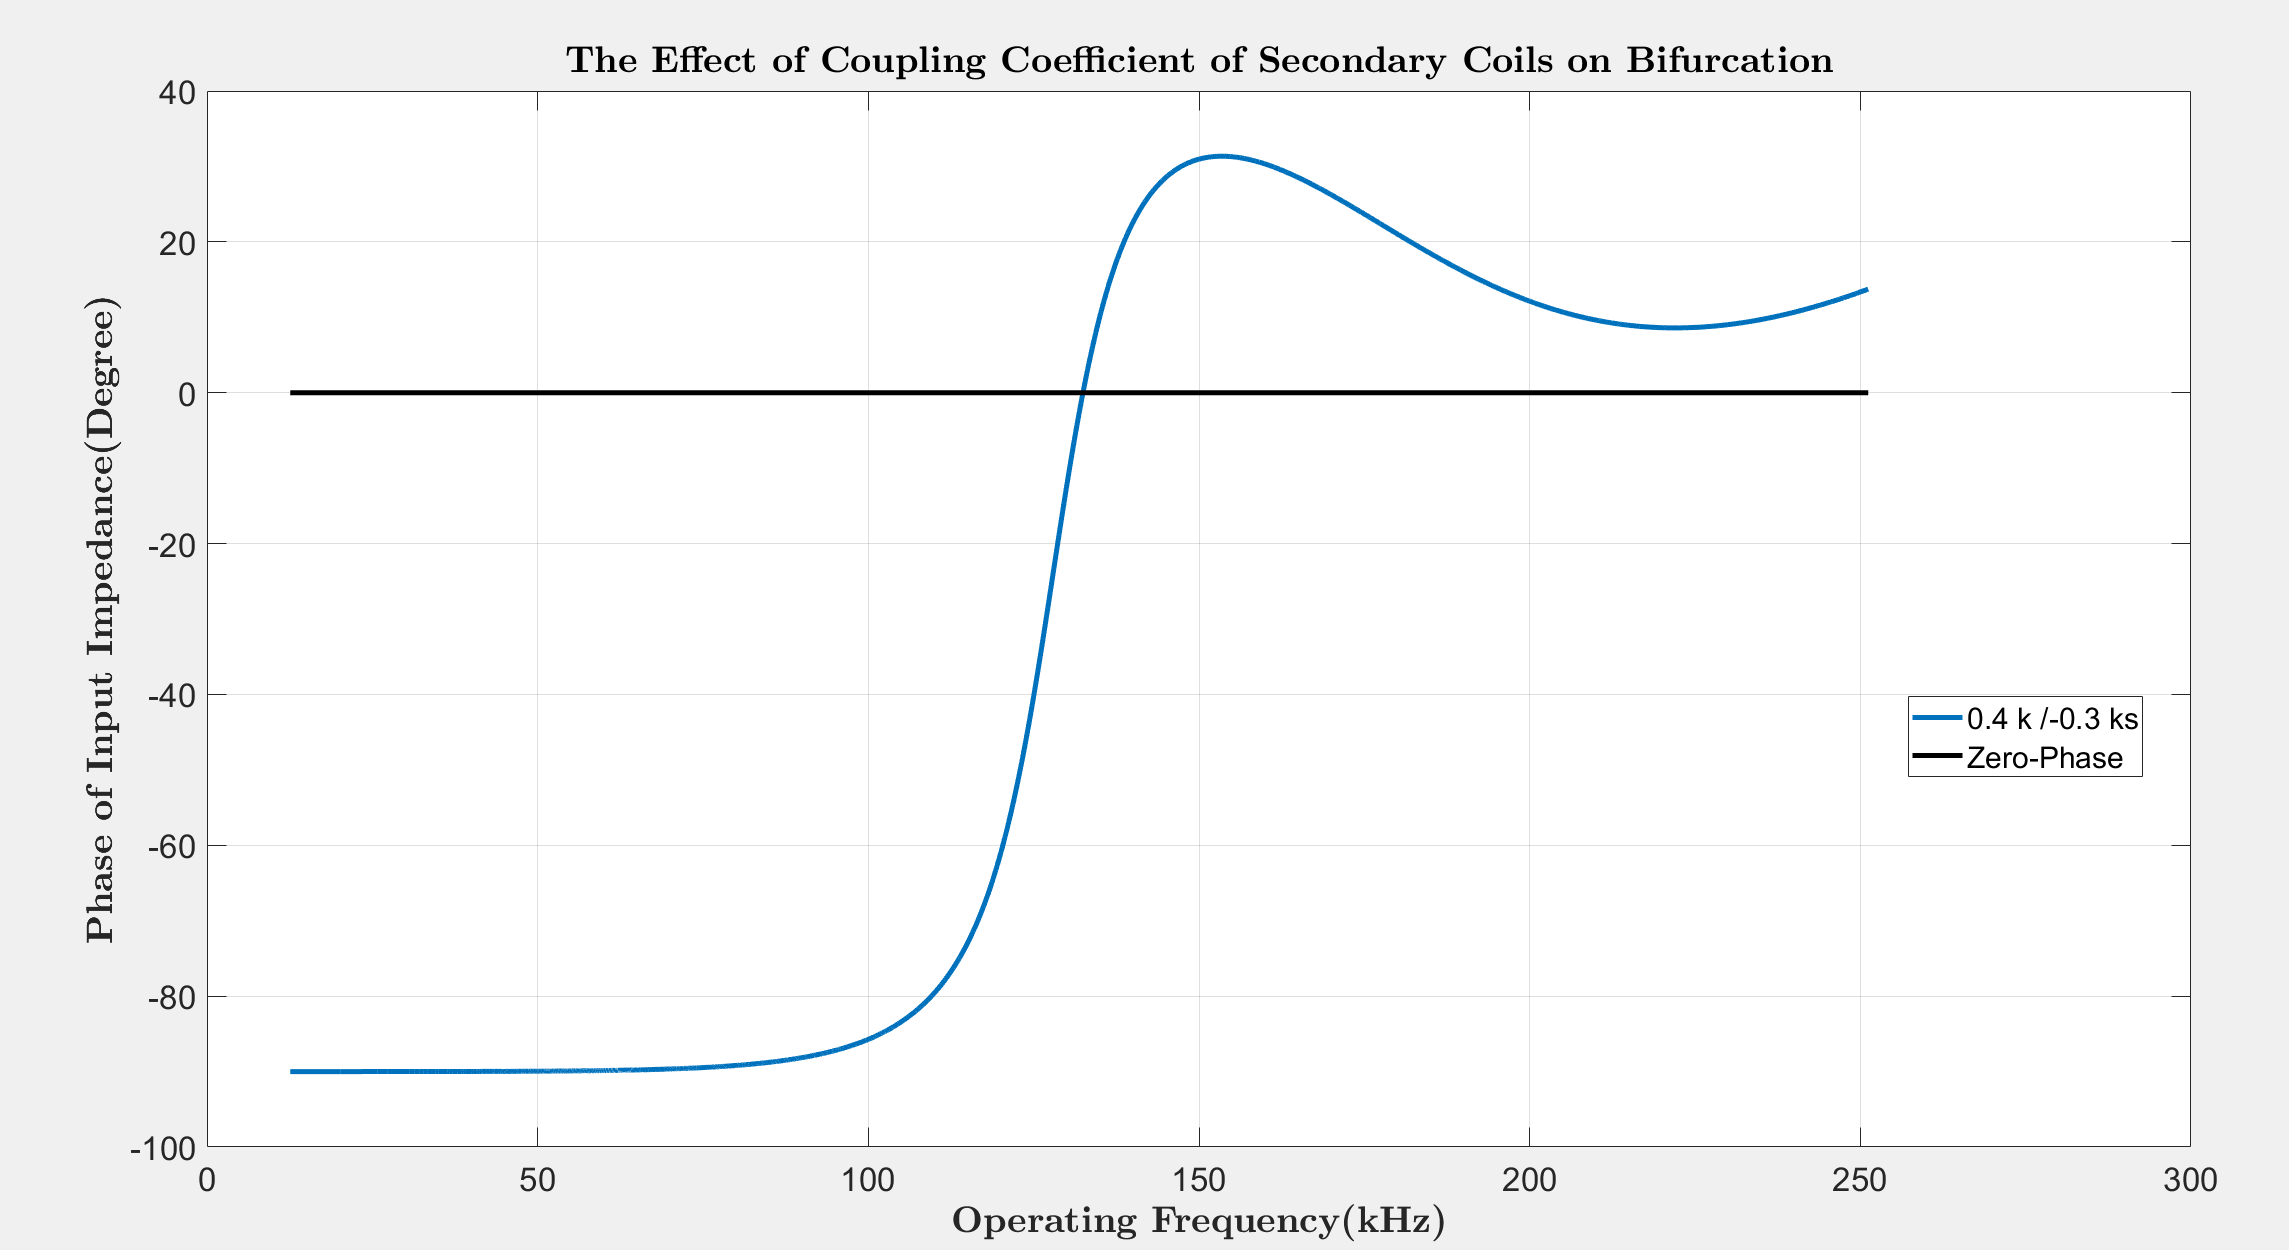 The Effect of Coupling Coefficient of Secondary Coils on Bifurcation
40
20
0
-20
-40
-60
-80
-100
Phase of Input Impedance(Degree)
0.4 k /-0.3 ks
Zero-Phase
0 50 100 150 200 250 300
Operating Frequency(kHz)